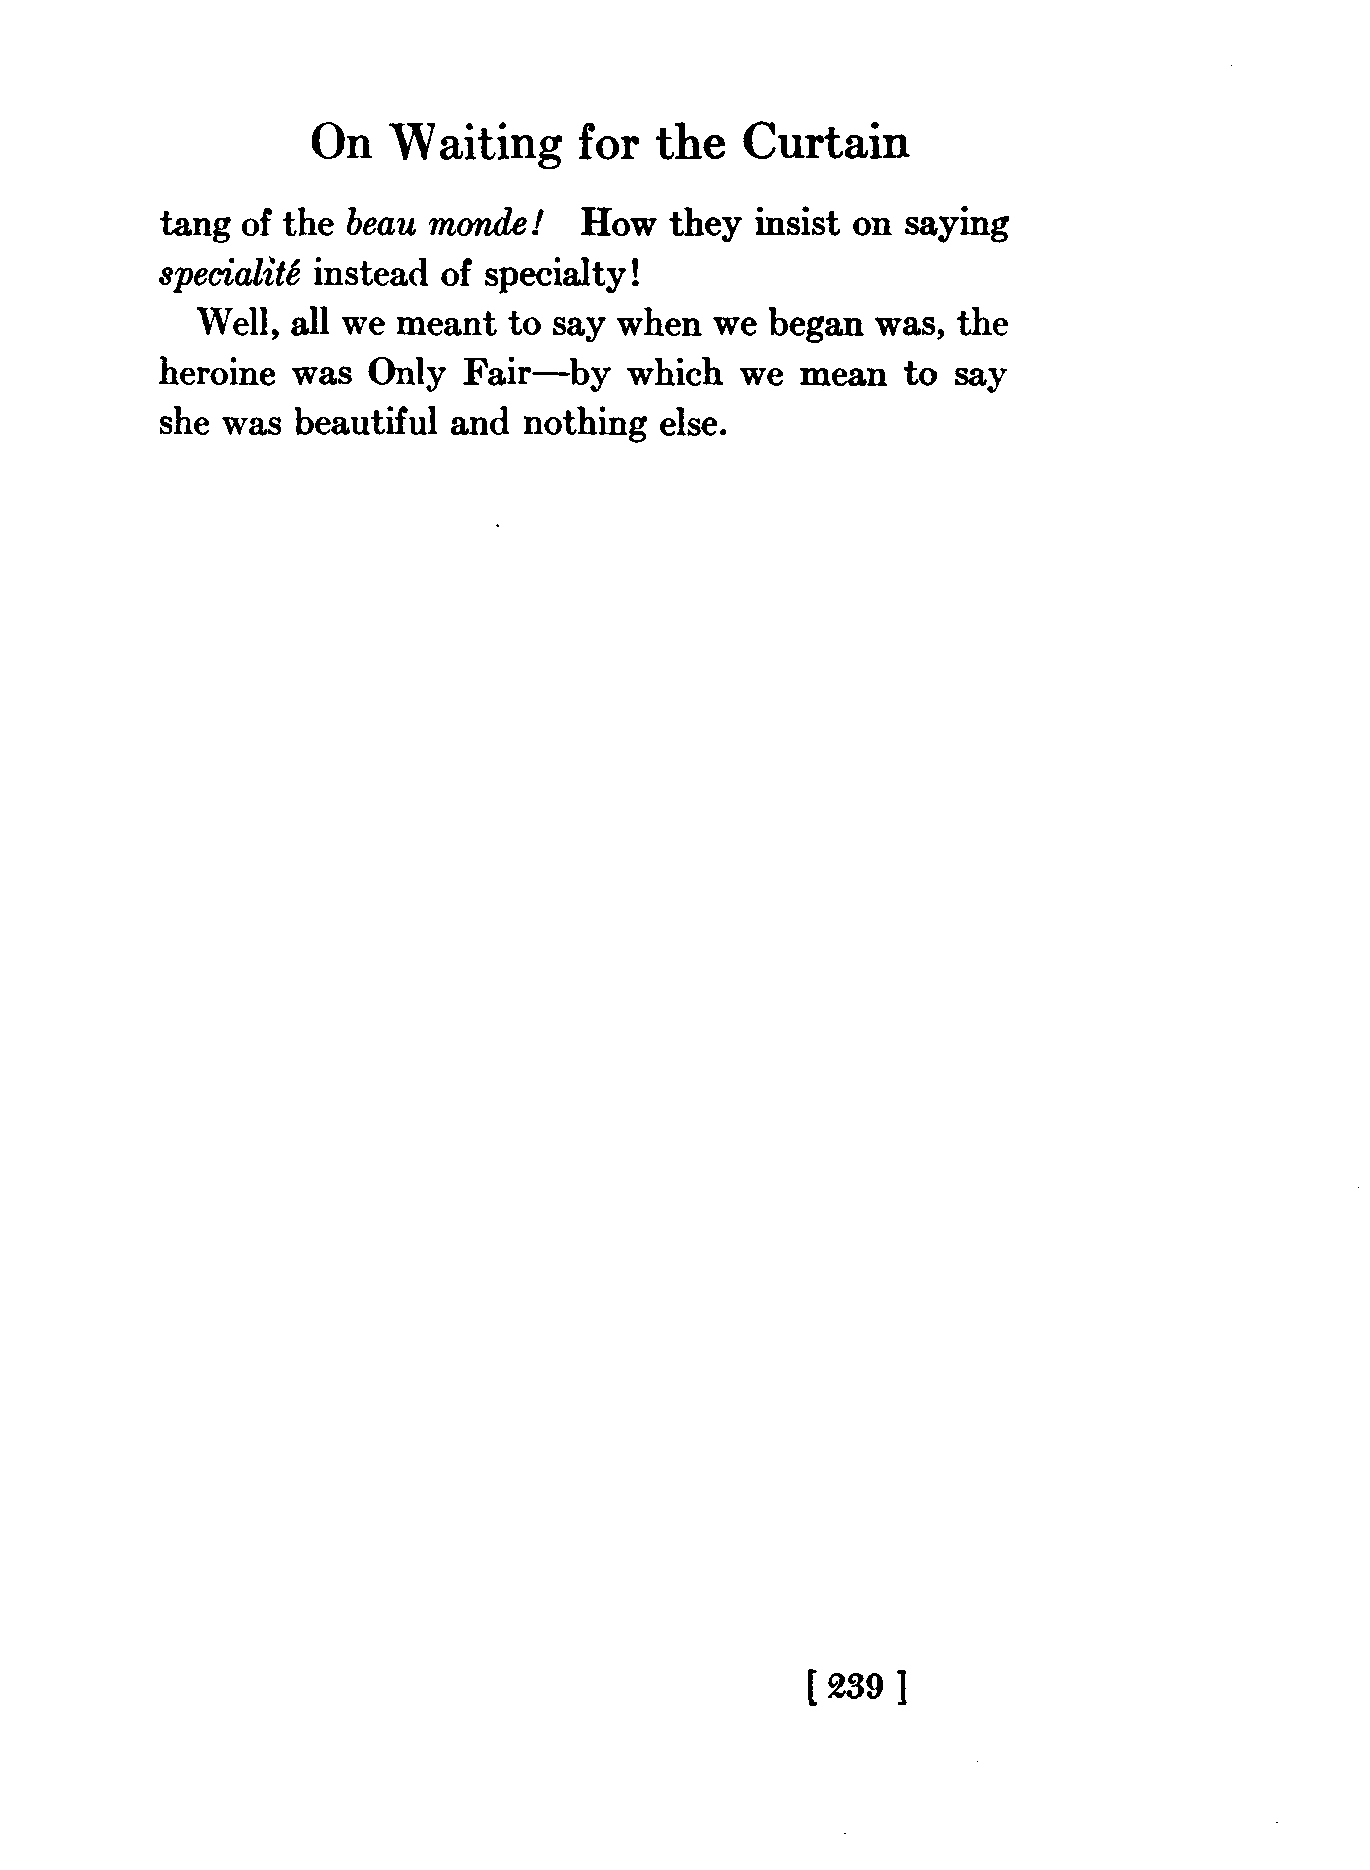 On Waiting for the Curtain
tang of the beau monde! How they insist on saying
specialité instead of specialty!
Well, all we meant to say when we began was, the
heroine was Only Fair—by which we mean to say
she was beautiful and nothing else.
[ 239 ]